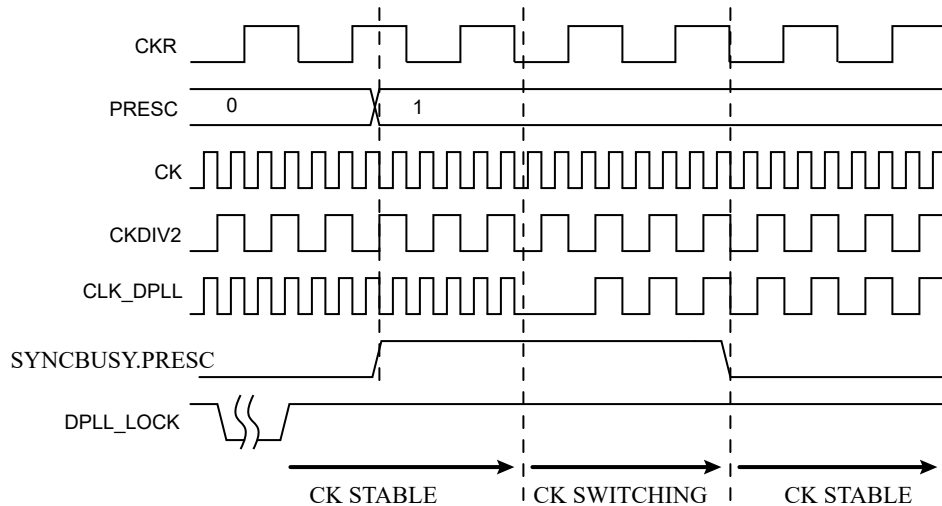 CKR
PRESC
0
1
CK
CKDIV2
CLK_DPLL
SYNCBUSY.PRESC
DPLL_LOCK
CK STABLE
CK SWITCHING
CK STABLE